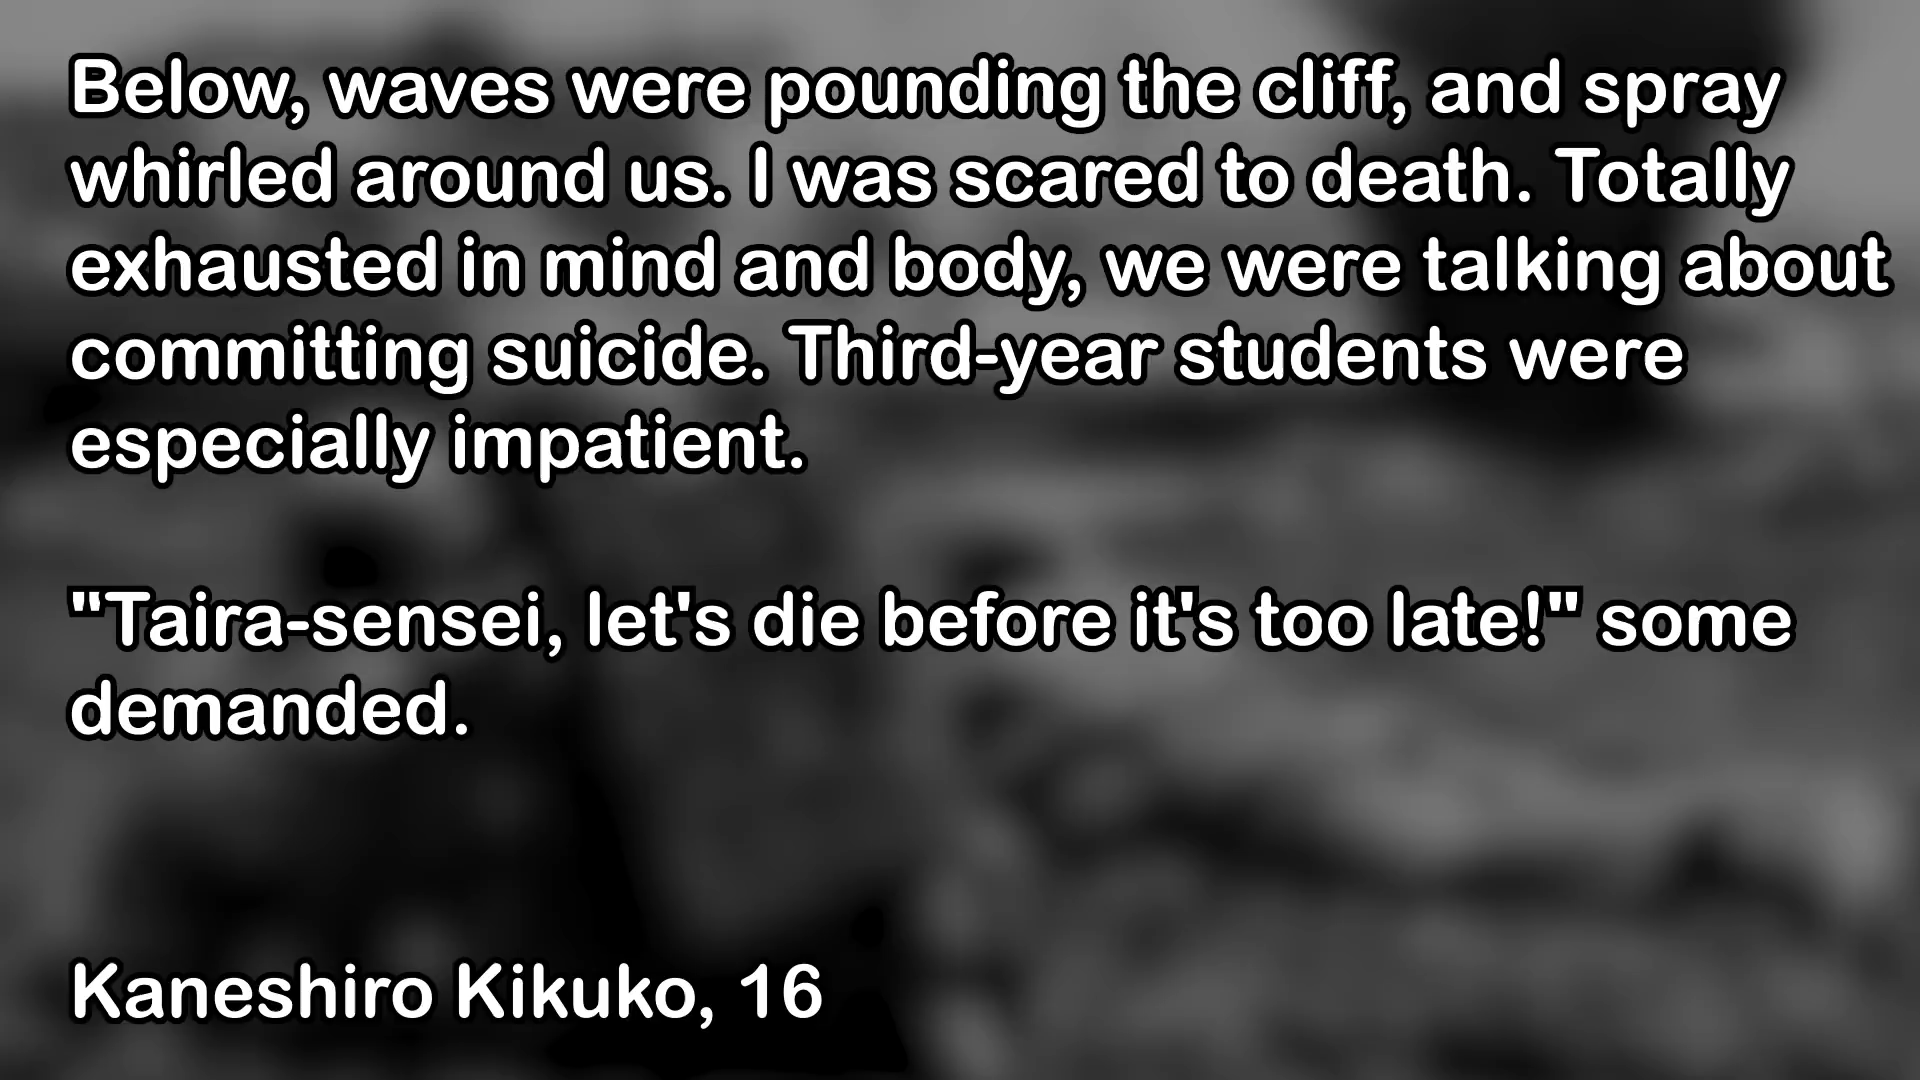 Below, waves were pounding the cliff, and spray
whirled around us. I was scared to death. Totally
exhausted in mind and body, we were talking about
committing suicide. Third-year students were
especially impatient.
"Taira-sensei, let's die before it's too late!" some
demanded.
Kaneshiro Kikuko, 16